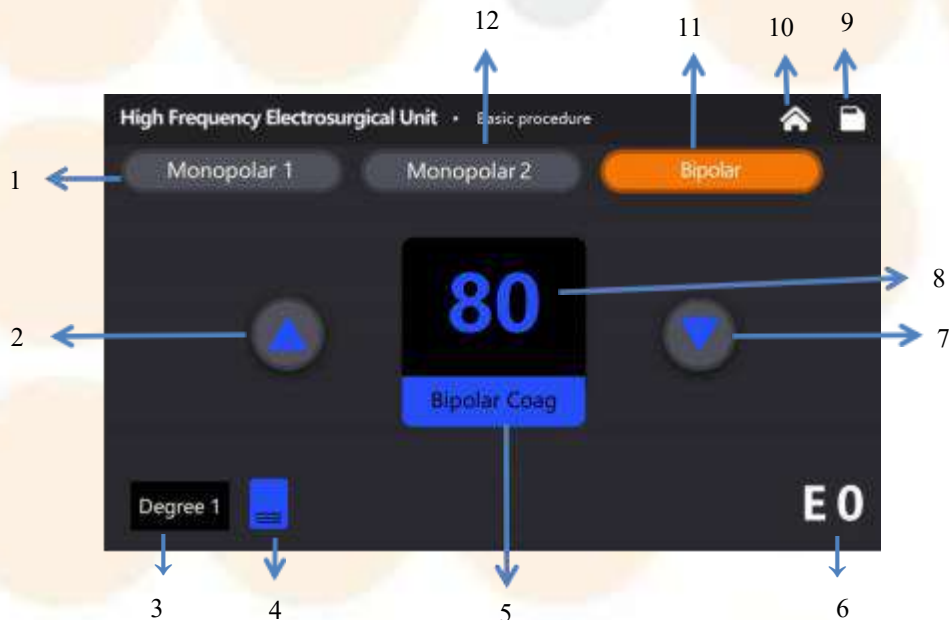 12 10 11 9
High Frequency Electrosurgical Unit • Basic procedure
1 Monopolar 1 Monopolar 2 Bipolar
80 8
2 7
Bipolar Coag
Degree 1 E 0
3 4 5 6